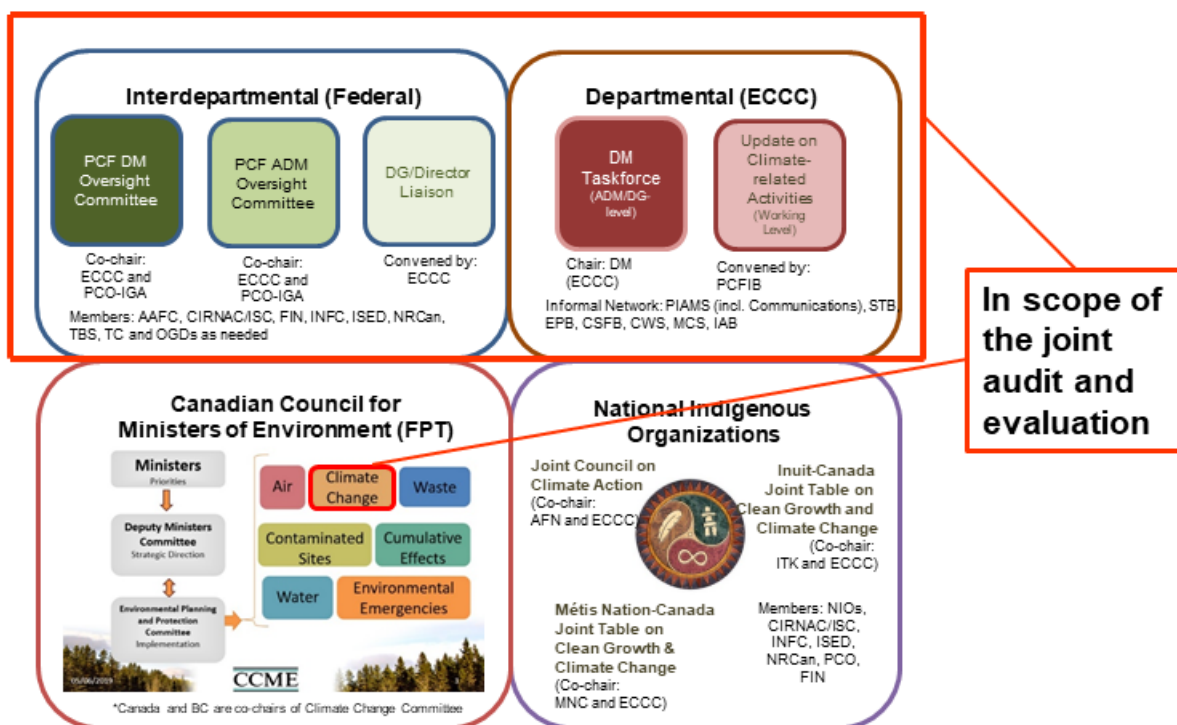 Interdepartmental (Federal)
PCF DM
Oversight
Committee
PCF ADM
Oversight
Committee
DG/Director
Liaison
Co-chair:
ECCC and
PCO-IGA
Co-chair:
ECCC and
PCO-IGA
Convened by:
ECCC
Members: AAFC, CIRNAC/ISC, FIN, INFC, ISED, NRCan,
TBS, TC and OGDs as needed
Departmental (ECCC)
DM
Taskforce
(ADM/DG-
level)
Update on
Climate-
related
Activities
(Working
Level)
Chair: DM
(ECCC)
Convened by:
PCFIB
Informal Network: PIAMS (incl. Communications), STB,
EPB, CSFB, CWS, MCS, IAB
In scope of
the joint
audit and
evaluation
Canadian Council for
Ministers of Environment (FPT)
Ministers
Priorities
Deputy Ministers
Committee
Strategic Direction
Environmental Planning
and Protection
Committee
Implementation
Air
Climate
Change
Waste
Contaminated
Sites
Cumulative
Effects
Water
Environmental
Emergencies
05/06/2019
CCME
3
*Canada and BC are co-chairs of Climate Change Committee
National Indigenous
Organizations
Joint Council on
Climate Action
(Co-chair:
AFN and ECCC)
Inuit-Canada
Joint Table on
Clean Growth and
Climate Change
(Co-chair:
ITK and ECCC)
Métis Nation-Canada
Joint Table on
Clean Growth &
Climate Change
(Co-chair:
MNC and ECCC)
Members: NIOs,
CIRNAC/ISC,
INFC, ISED,
NRCan, PCO,
FIN